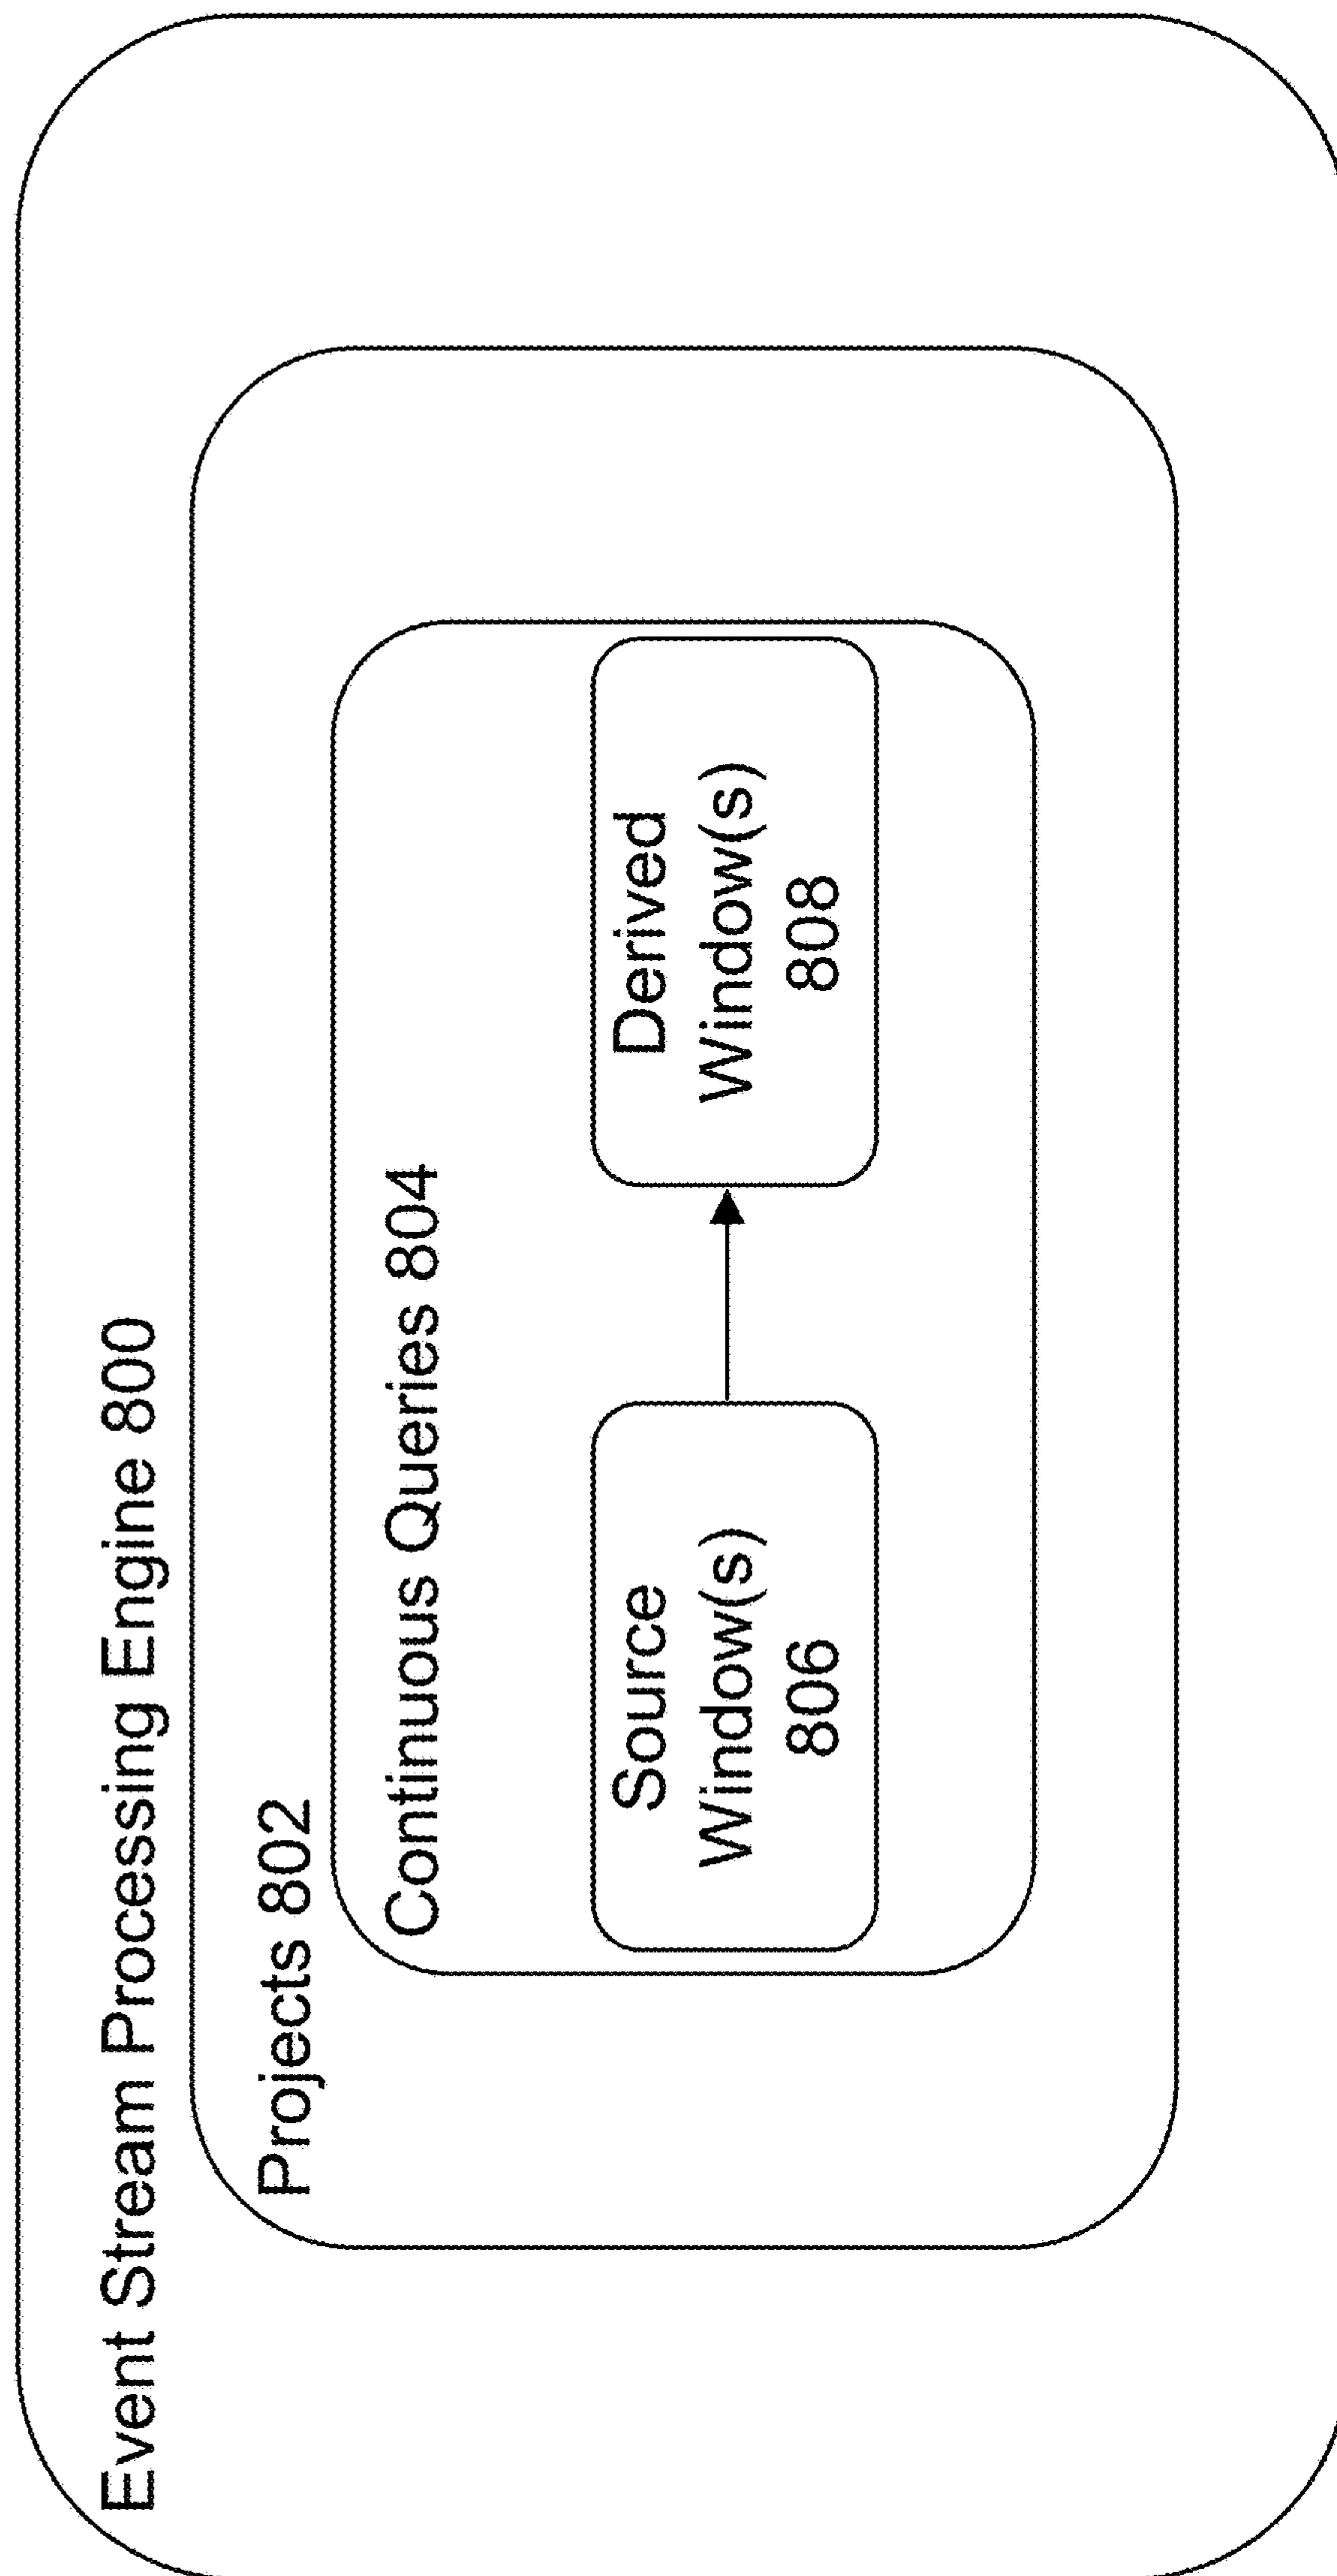 Event Stream Processing Engine 800
Projects 802
Continuous Queries 804
Source
Window(s)
806
Derived
Window(s)
808